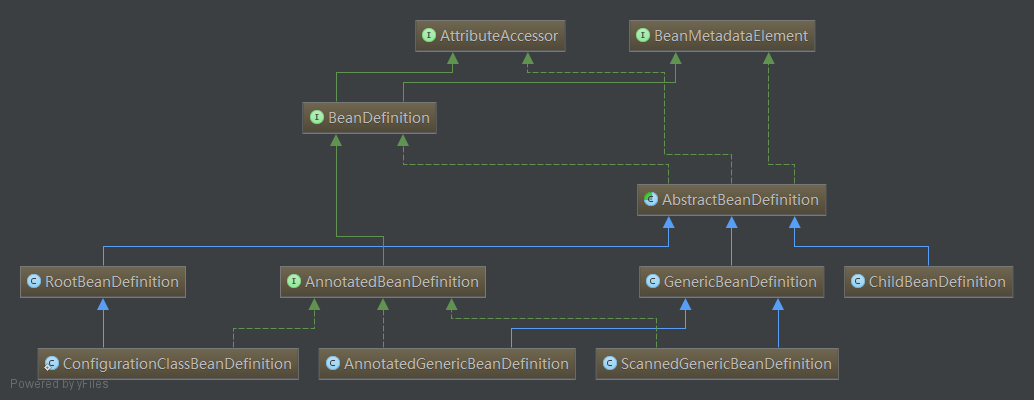 I AttributeAccessor
I BeanMetadataElement
I BeanDefinition
C AbstractBeanDefinition
C RootBeanDefinition
I AnnotatedBeanDefinition
C GenericBeanDefinition
C ChildBeanDefinition
C ConfigurationClassBeanDefinition
C AnnotatedGenericBeanDefinition
C ScannedGenericBeanDefinition
Powered by yFiles